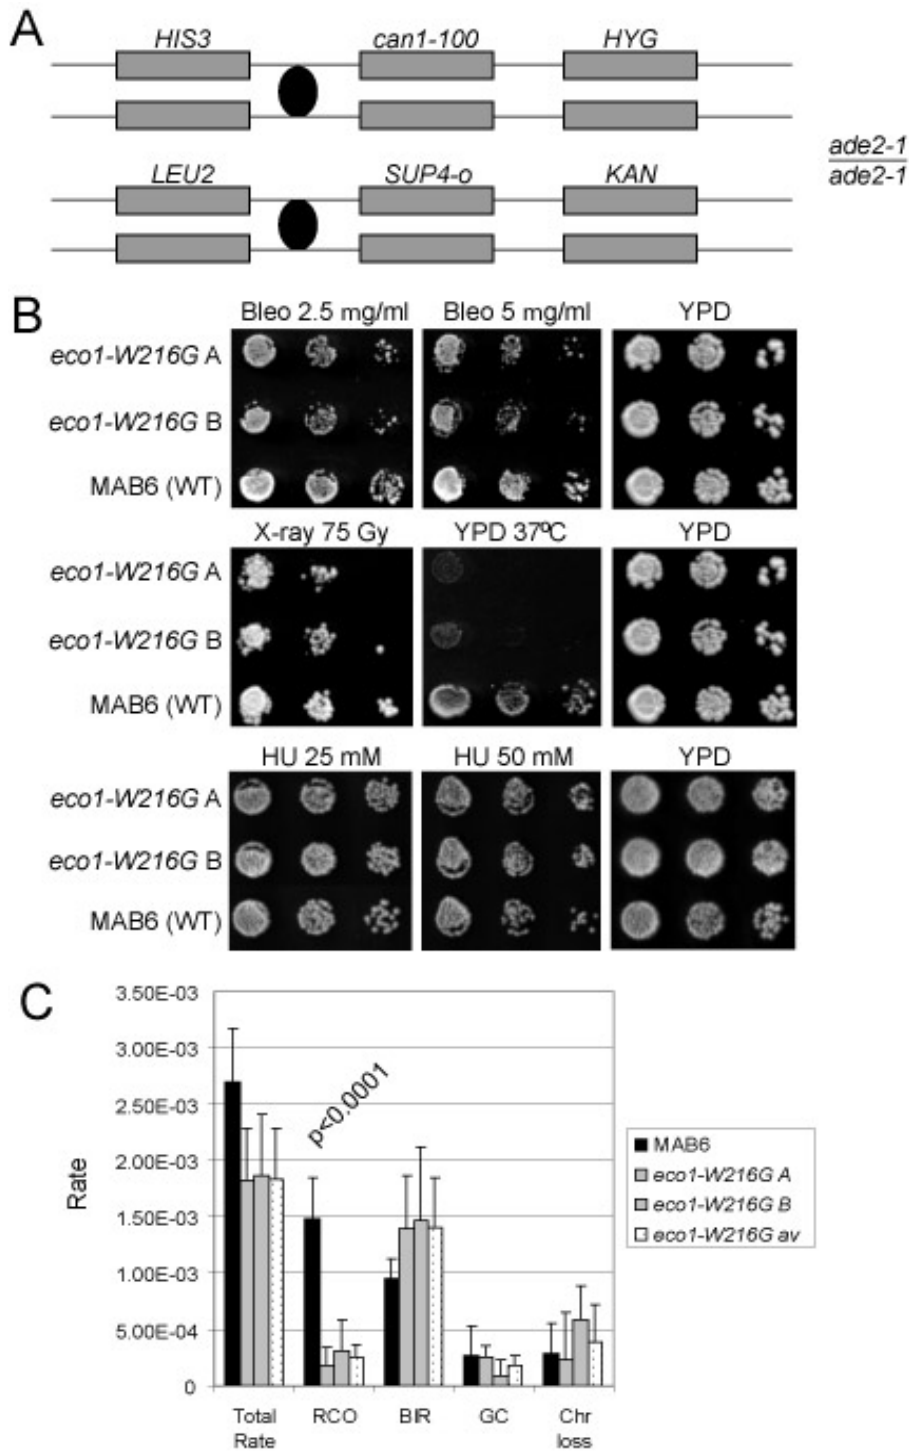 A
HIS3 can1-100 HYG
LEU2 SUP4-o KAN
ade2-1
ade2-1
B
Bleo 2.5 mg/ml Bleo 5 mg/ml YPD
eco1-W216G A
eco1-W216G B
MAB6 (WT)
X-ray 75 Gy YPD 37ºC YPD
eco1-W216G A
eco1-W216G B
MAB6 (WT)
HU 25 mM HU 50 mM YPD
eco1-W216G A
eco1-W216G B
MAB6 (WT)
C
3.50E-03
3.00E-03
2.50E-03
2.00E-03
1.50E-03
1.00E-03
5.00E-04
0
Rate
p<0.0001
MAB6
eco1-W216G A
eco1-W216G B
eco1-W216G av
Total Rate
RCO
BIR
GC
Chr loss